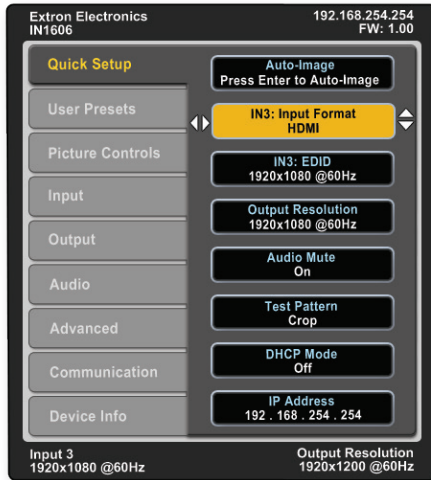 Extron Electronics
IN1606
192.168.254.254
FW: 1.00
Quick Setup
User Presets
Picture Controls
Input
Output
Audio
Advanced
Communication
Device Info
Auto-Image
Press Enter to Auto-Image
IN3: Input Format
HDMI
IN3: EDID
1920x1080 @60Hz
Output Resolution
1920x1080 @60Hz
Audio Mute
On
Test Pattern
Crop
DHCP Mode
Off
IP Address
192 . 168 . 254 . 254
Input 3
1920x1080 @60Hz
Output Resolution
1920x1200 @60Hz